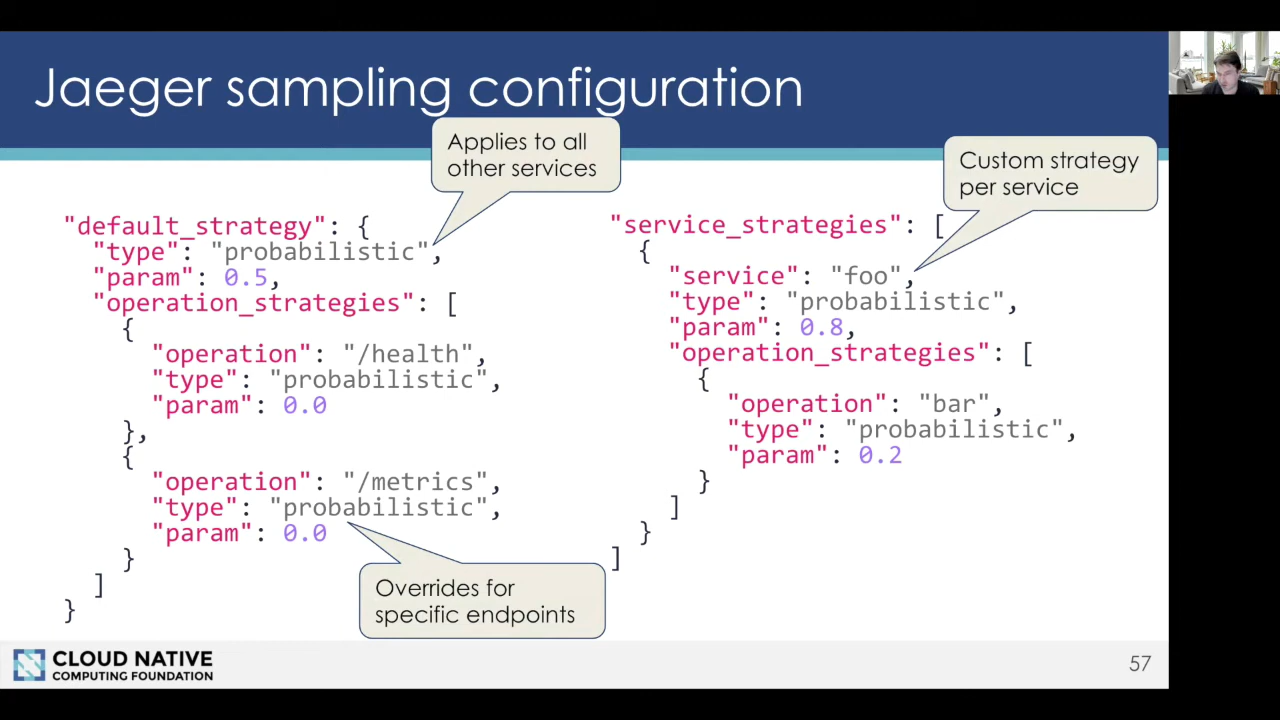 Jaeger sampling configuration
Applies to all
other services
Custom strategy
per service
"default_strategy": {
"type": "probabilistic",
"param": 0.5,
"operation_strategies": [
{
"operation": "/health",
"type": "probabilistic",
"param": 0.0
},
{
"operation": "/metrics",
"type": "probabilistic",
"param": 0.0
}
]
}
Overrides for
specific endpoints
"service_strategies": [
{
"service": "foo",
"type": "probabilistic",
"param": 0.8,
"operation_strategies": [
{
"operation": "bar",
"type": "probabilistic",
"param": 0.2
}
]
}
]
CLOUD NATIVE
COMPUTING FOUNDATION
57